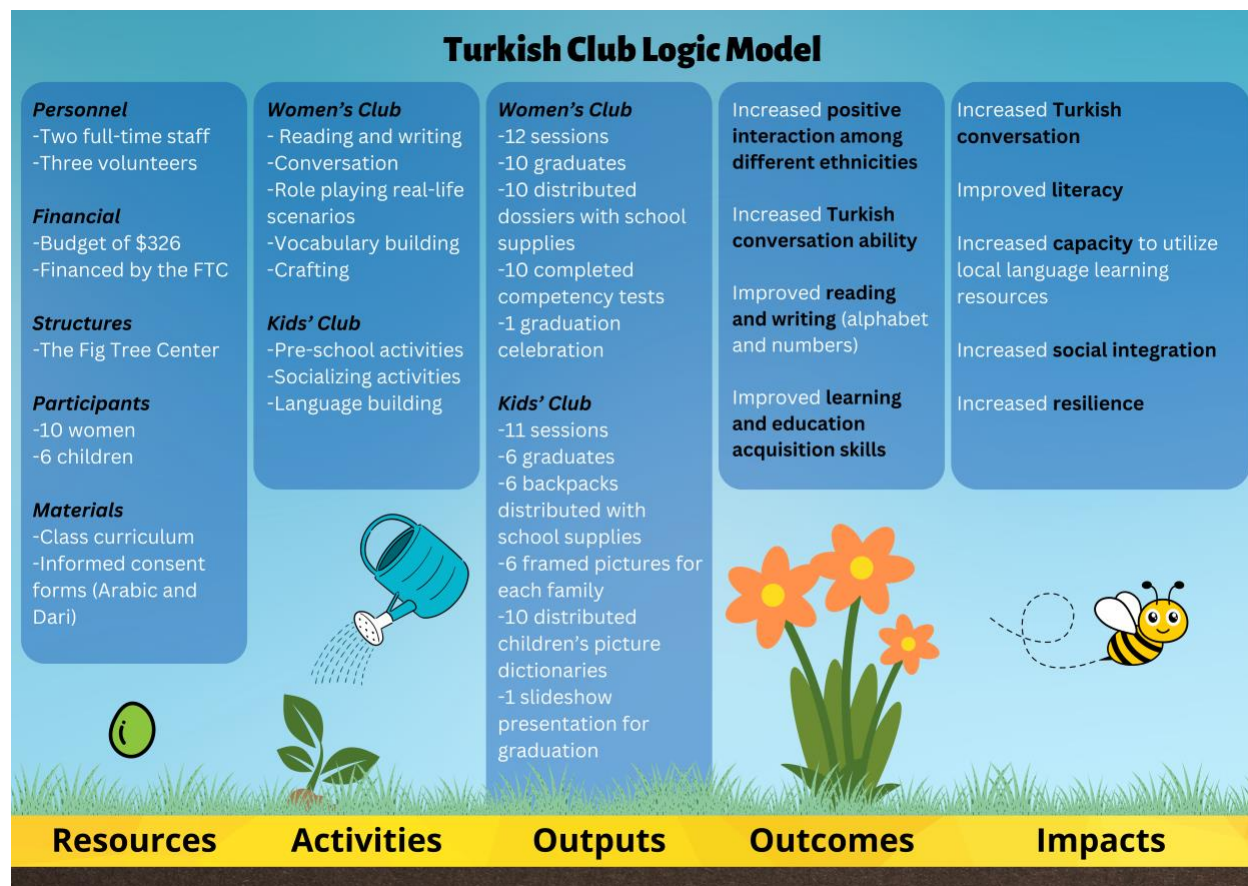 Turkish Club Logic Model
Personnel
-Two full-time staff
-Three volunteers
Financial
-Budget of $326
-Financed by the FTC
Structures
-The Fig Tree Center
Participants
-10 women
-6 children
Materials
-Class curriculum
-Informed consent
forms (Arabic and
Dari)
Women's Club
- Reading and writing
-Conversation
-Role playing real-life
scenarios
-Vocabulary building
-Crafting
Kids' Club
-Pre-school activities
-Socializing activities
-Language building
Women's Club
-12 sessions
-10 graduates
-10 distributed
dossiers with school
supplies
-10 completed
competency tests
-1 graduation
celebration
Kids' Club
-11 sessions
-6 graduates
-6 backpacks
distributed with
school supplies
-6 framed pictures for
each family
-10 distributed
children's picture
dictionaries
-1 slideshow
presentation for
graduation
Increased positive
interaction among
different ethnicities
Increased Turkish
conversation ability
Improved reading
and writing (alphabet
and numbers)
Improved learning
and education
acquisition skills
Increased Turkish
conversation
Improved literacy
Increased capacity to utilize
local language learning
resources
Increased social integration
Increased resilience
Resources
Activities
Outputs
Outcomes
Impacts